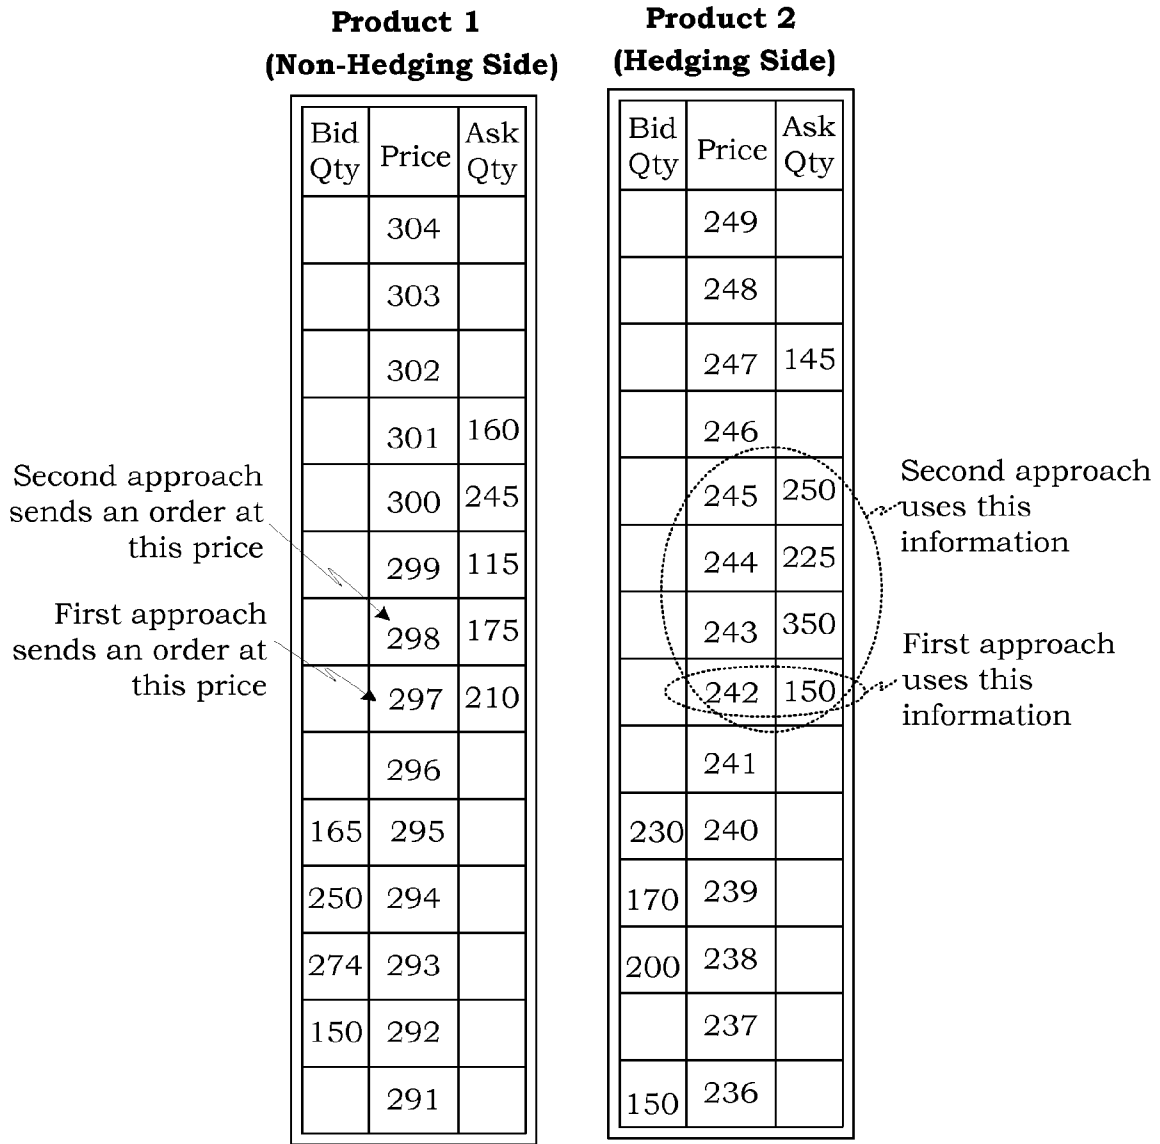 Product 1
(Non-Hedging Side)
Bid Qty Price Ask Qty
304
303
302
301 160
300 245
299 115
298 175
297 210
296
165 295
250 294
274 293
150 292
291
Product 2
(Hedging Side)
Bid Qty Price Ask Qty
249
248
247 145
246
245 250
244 225
243 350
242 150
241
230 240
170 239
200 238
237
150 236
Second approach
sends an order at
this price
First approach
sends an order at
this price
Second approach
uses this
information
First approach
uses this
information